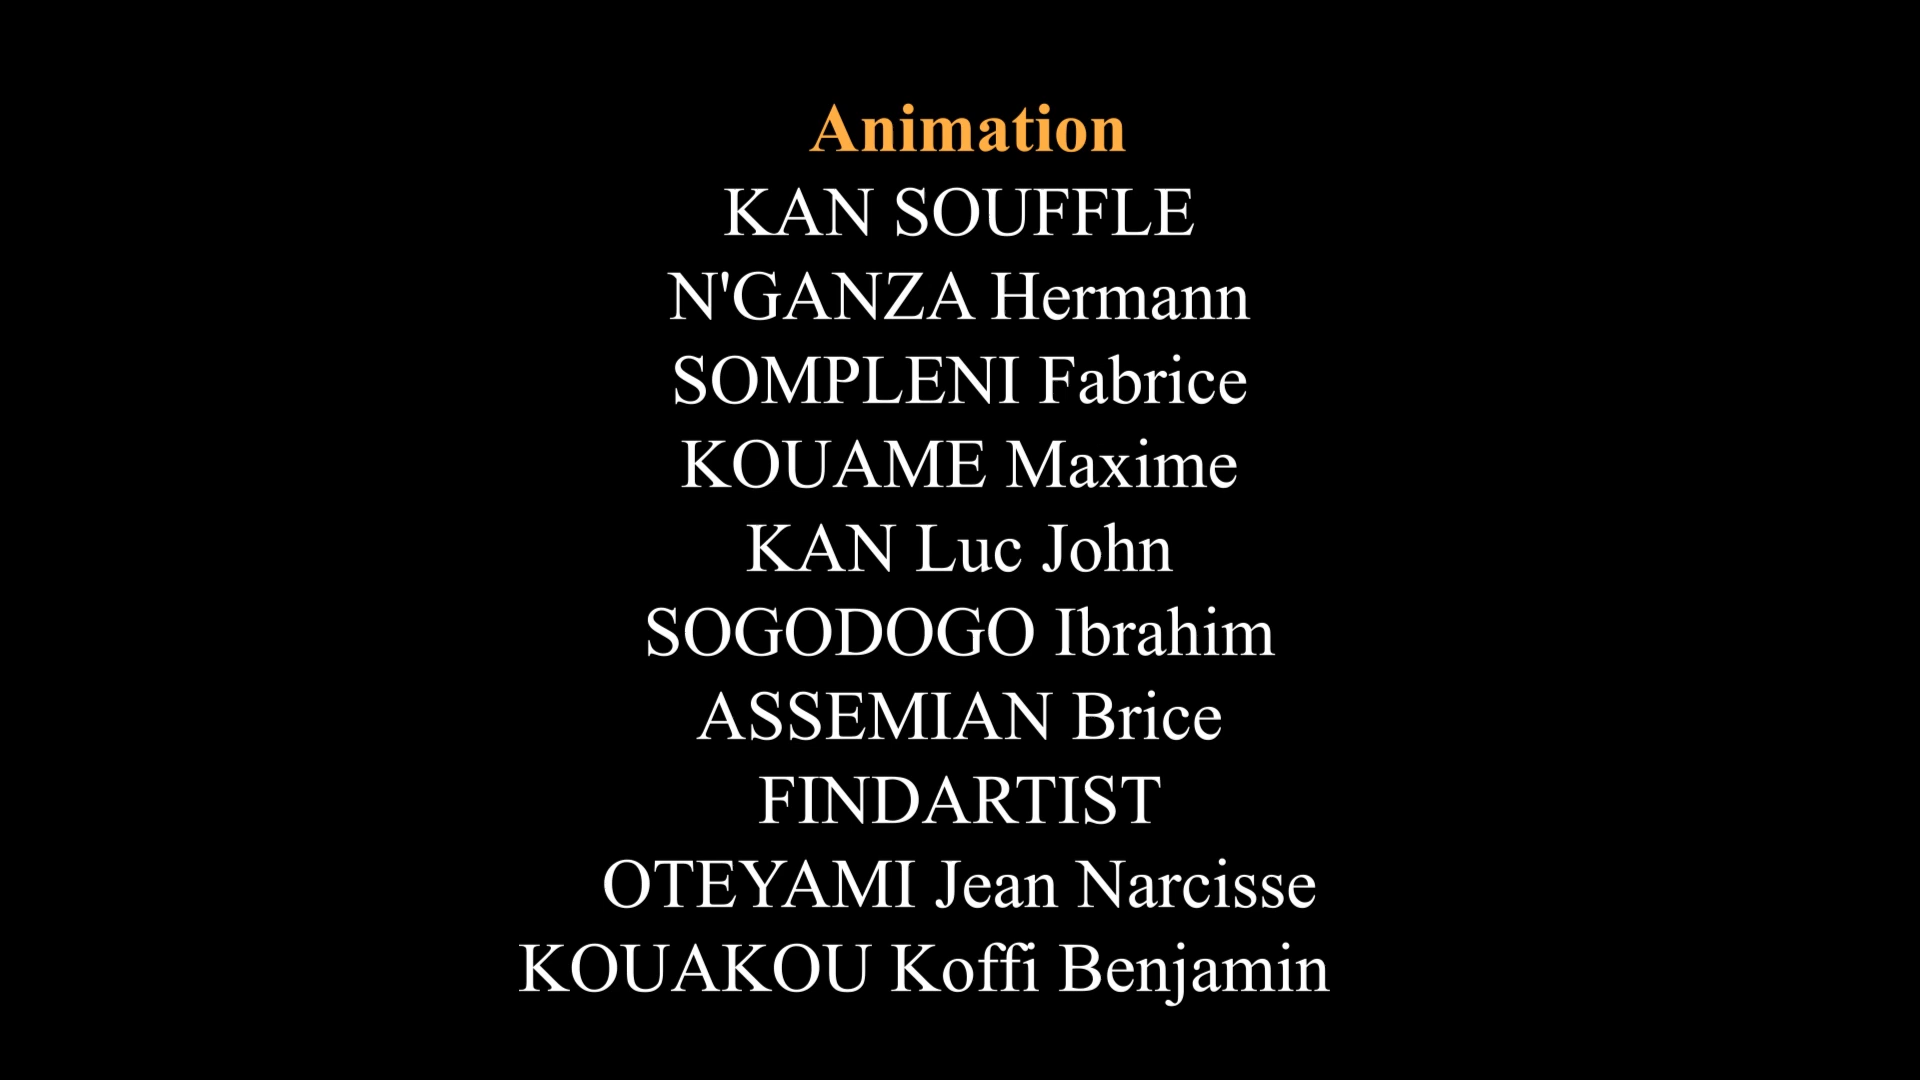 Animation
KAN SOUFFLE
N'GANZA Hermann
SOMPLENI Fabrice
KOUAME Maxime
KAN Luc John
SOGODOGO Ibrahim
ASSEMIAN Brice
FINDARTIST
OTEYAMI Jean Narcisse
KOUAKOU Koffi Benjamin